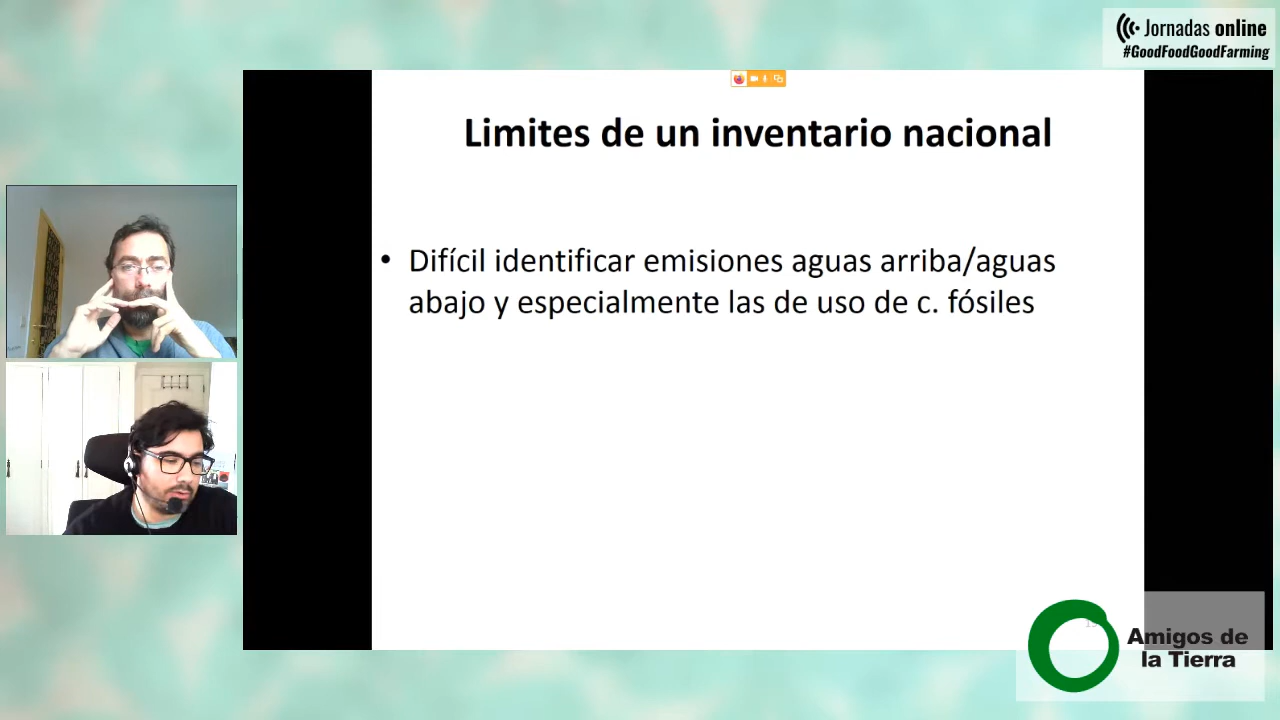 Jornadas online
#GoodFoodGoodFarming
Limites de un inventario nacional
• Difícil identificar emisiones aguas arriba/aguas
abajo y especialmente las de uso de c. fósiles
Amigos de
la Tierra